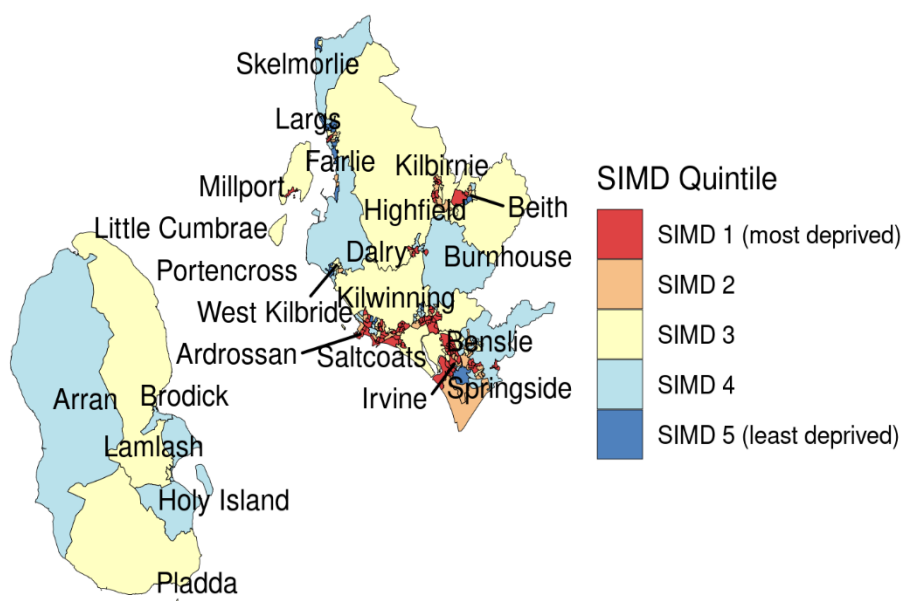 Skelmorlie
Largs
Fairlie
Kilbirnie
Millport
Beith
Highfield
Little Cumbrae
Dalry
Burnhouse
Portencross
West Kilbride
Kilwinning
Ardrossan
Saltcoats
Benslie
Irvine
Springside
Arran
Brodick
Lamlash
Holy Island
Pladda
SIMD Quintile
SIMD 1 (most deprived)
SIMD 2
SIMD 3
SIMD 4
SIMD 5 (least deprived)